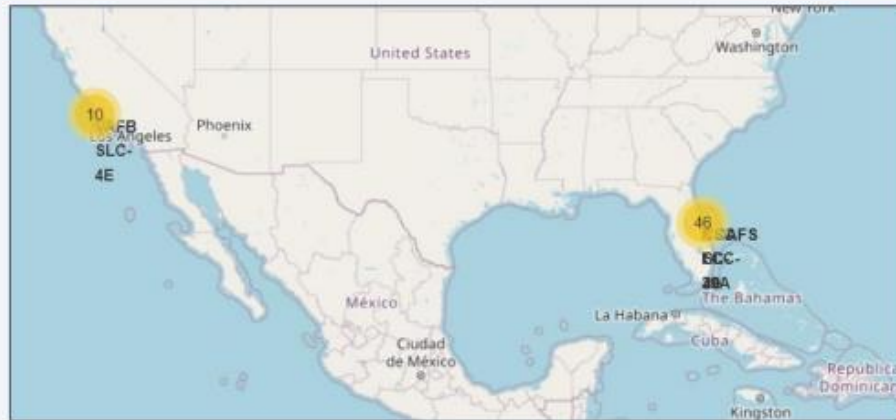 New York
Washington
United States
10
Los Angeles
Phoenix
SLC-
4E
46
México
The Bahamas
La Habana
Cuba
Ciudad
de México
República
Dominicana
Kingston